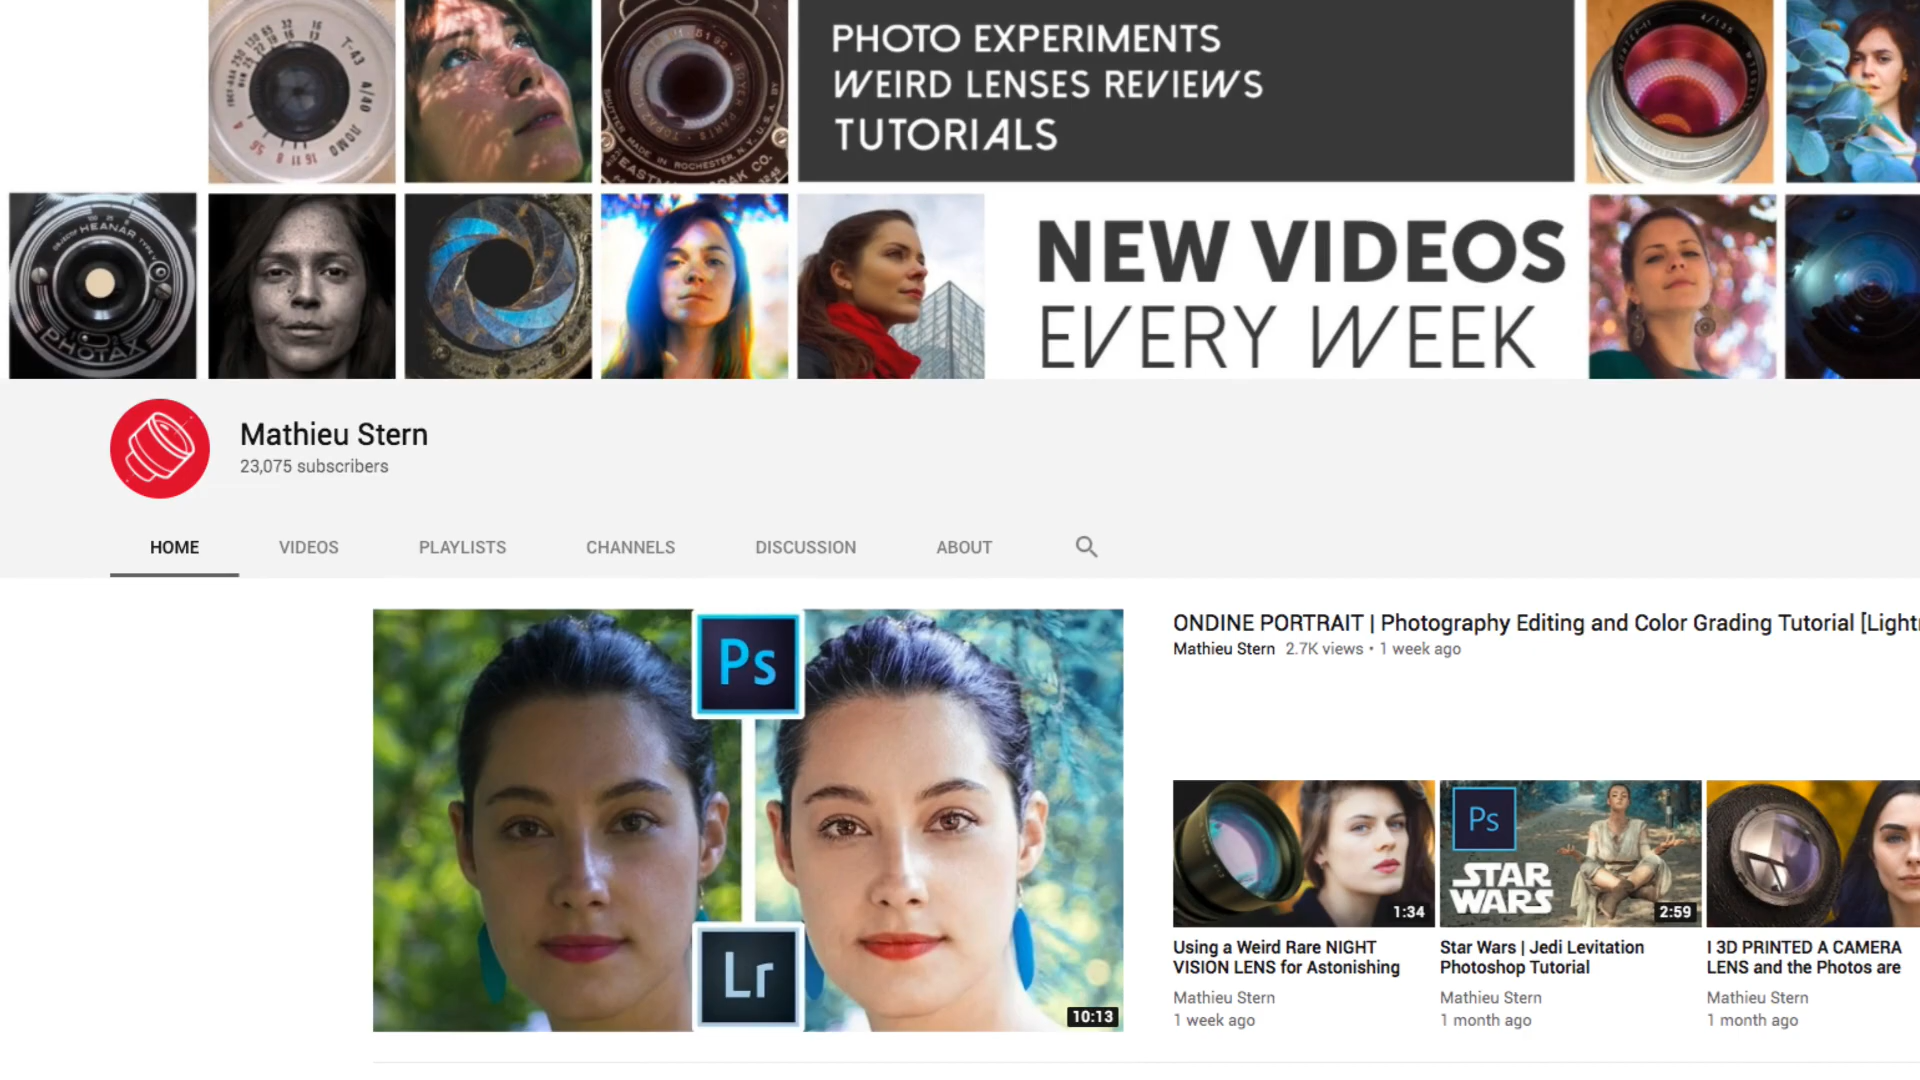 PHOTO EXPERIMENTS
WEIRD LENSES REVIEWS
TUTORIALS
HEANAR
PHOTAX
NEW VIDEOS
EVERY WEEK
Mathieu Stern
23,075 subscribers
HOME VIDEOS PLAYLISTS CHANNELS DISCUSSION ABOUT
Ps
Lr
10:13
ONDINE PORTRAIT | Photography Editing and Color Grading Tutorial [Light
Mathieu Stern 2.7K views • 1 week ago
1:34
Ps
STAR
WARS
2:59
Using a Weird Rare NIGHT
VISION LENS for Astonishing
Mathieu Stern
1 week ago
Star Wars | Jedi Levitation
Photoshop Tutorial
Mathieu Stern
1 month ago
I 3D PRINTED A CAMERA
LENS and the Photos are
Mathieu Stern
1 month ago